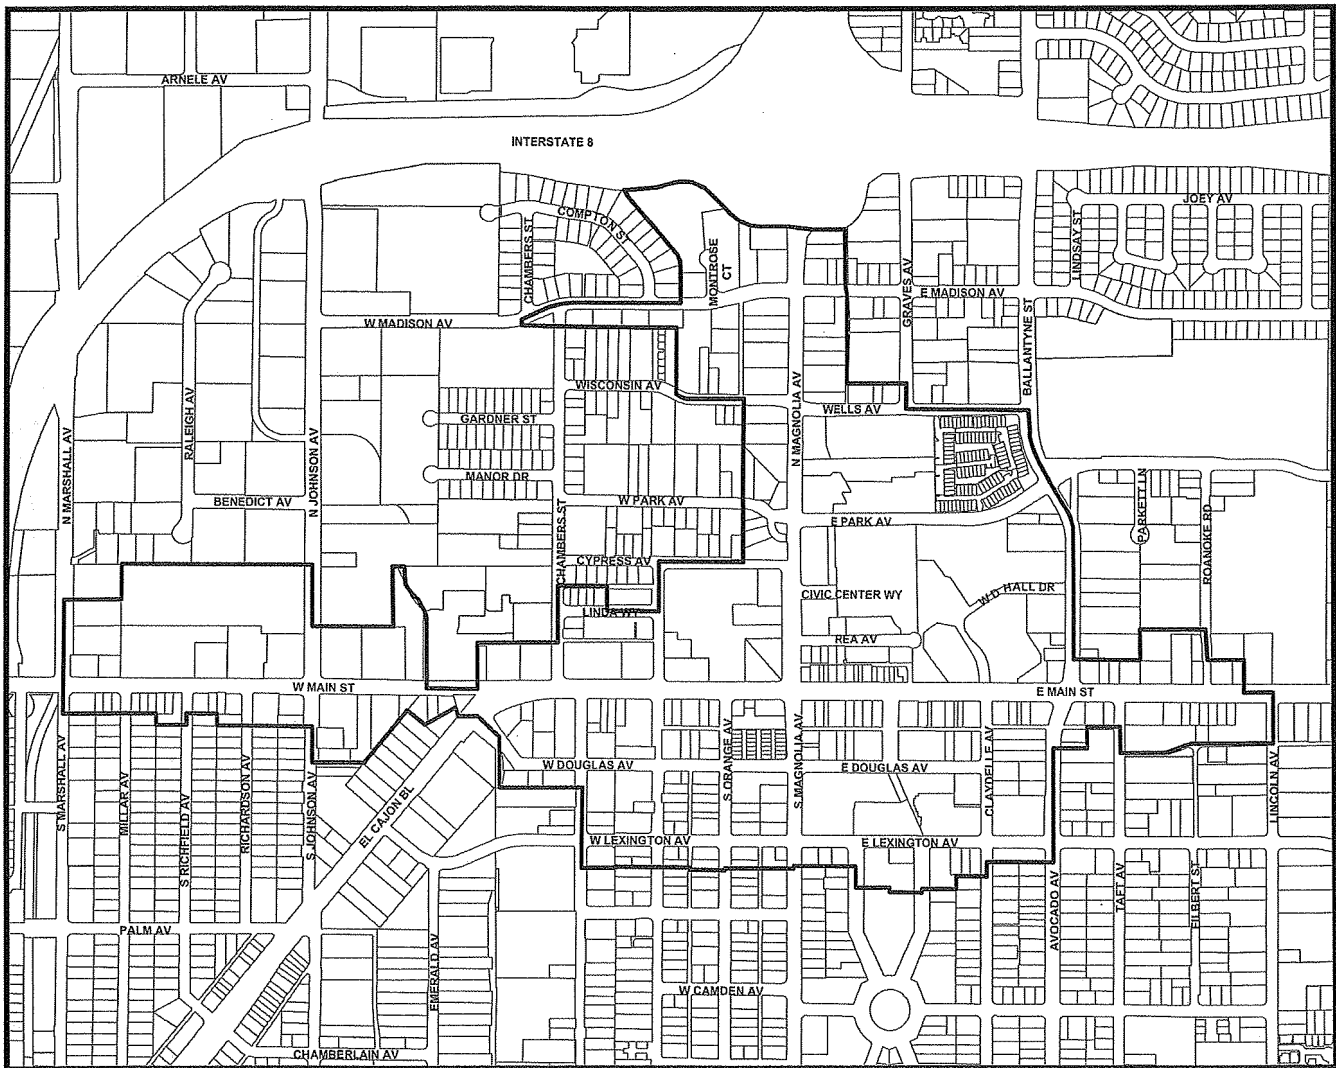 ARNELE AV
INTERSTATE 8
JOEY AV
COMPTON ST
CHAMBERS ST
MONTROSE CT
LINDSAY ST
GRAVES AV
E MADISON AV
BALLANTYNE ST
W MADISON AV
WISCONSIN AV
N MAGNOLIA AV
WELLS AV
RALEIGH AV
GARDNER ST
N MARSHALL AV
N JOHNSON AV
MANOR DR
BENEDICT AV
W PARK AV
E PARK AV
PARKETT LN
ROANOKE RD
CHAMBERS ST
CYPRESS AV
LINDA WY
CIVIC CENTER WY
W D HALL DR
REA AV
W MAIN ST
E MAIN ST
S MARSHALL AV
MILLAR AV
S RICHFIELD AV
RICHARDSON AV
S JOHNSON AV
EL CAJON BL
W DOUGLAS AV
S ORANGE AV
S MAGNOLIA AV
E DOUGLAS AV
CLAYDELLE AV
LINCOLN AV
W LEXINGTON AV
E LEXINGTON AV
AVOCADO AV
TAFT AV
FILBERT ST
PALM AV
EMERALD AV
W CAMDEN AV
CHAMBERLAIN AV